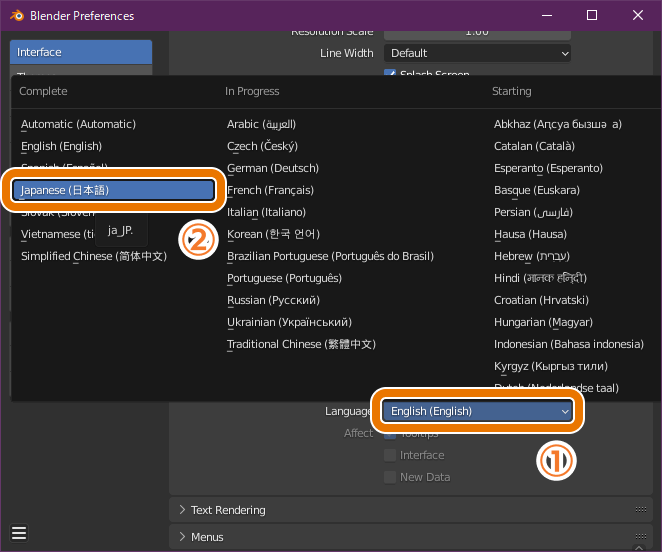 Blender Preferences
Interface
Resolution Scale
1.00
Line Width
Default
Splash Screen
Complete
In Progress
Starting
Automatic (Automatic)
English (English)
Spanish (Español)
Japanese (日本語)
Slovak (Sloven
Vietnamese (tiế
Simplified Chinese (简体中文)
ja_JP.
②
Arabic (العربية)
Czech (Český)
German (Deutsch)
French (Français)
Italian (Italiano)
Korean (한국 언어)
Brazilian Portuguese (Português do Brasil)
Portuguese (Português)
Russian (Русский)
Ukrainian (Український)
Traditional Chinese (繁體中文)
Abkhaz (Аԥсуа бызшәа)
Catalan (Català)
Esperanto (Esperanto)
Basque (Euskara)
Persian (فارسی)
Hausa (Hausa)
Hebrew (עברית)
Hindi (मानक हिन्दी)
Croatian (Hrvatski)
Hungarian (Magyar)
Indonesian (Bahasa indonesia)
Kyrgyz (Кыргыз тили)
Dutch (Nederlandse taal)
Language
English (English)
①
Affect
Tooltips
Interface
New Data
Text Rendering
Menus